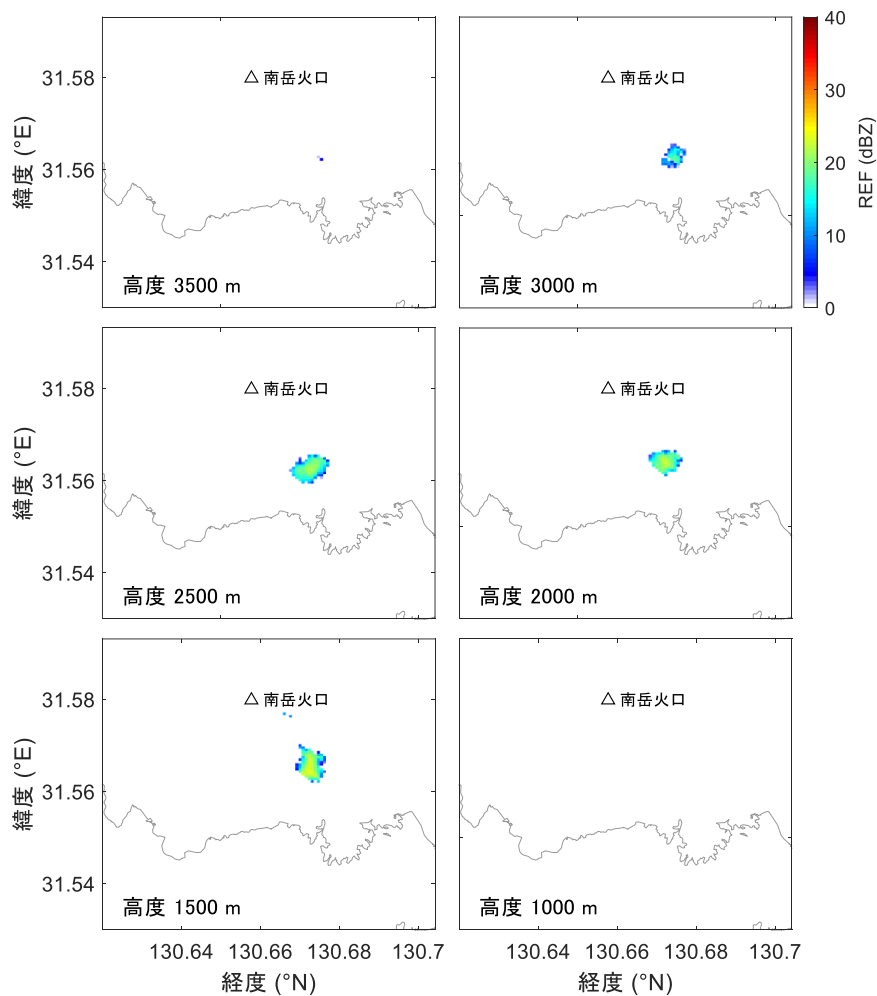 31.58
31.56
31.54
緯度 (°E)
△ 南岳火口
高度 3500 m
△ 南岳火口
高度 3000 m
40
30
20
10
0
REF (dBZ)
31.58
31.56
31.54
緯度 (°E)
△ 南岳火口
高度 2500 m
△ 南岳火口
高度 2000 m
31.58
31.56
31.54
緯度 (°E)
△ 南岳火口
高度 1500 m
130.64
130.66
130.68
130.7
経度 (°N)
△ 南岳火口
高度 1000 m
130.64
130.66
130.68
130.7
経度 (°N)